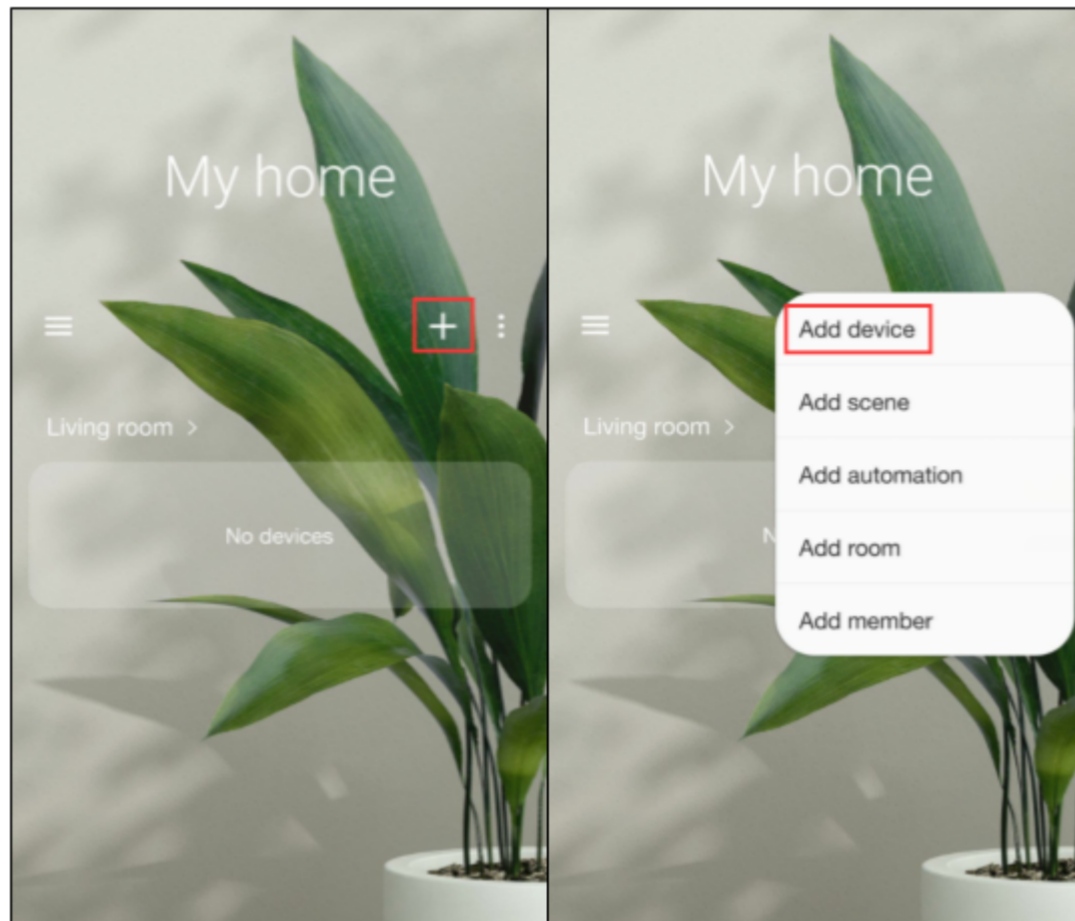 My home
Living room >
No devices
My home
Living room >
Add device
Add scene
Add automation
Add room
Add member